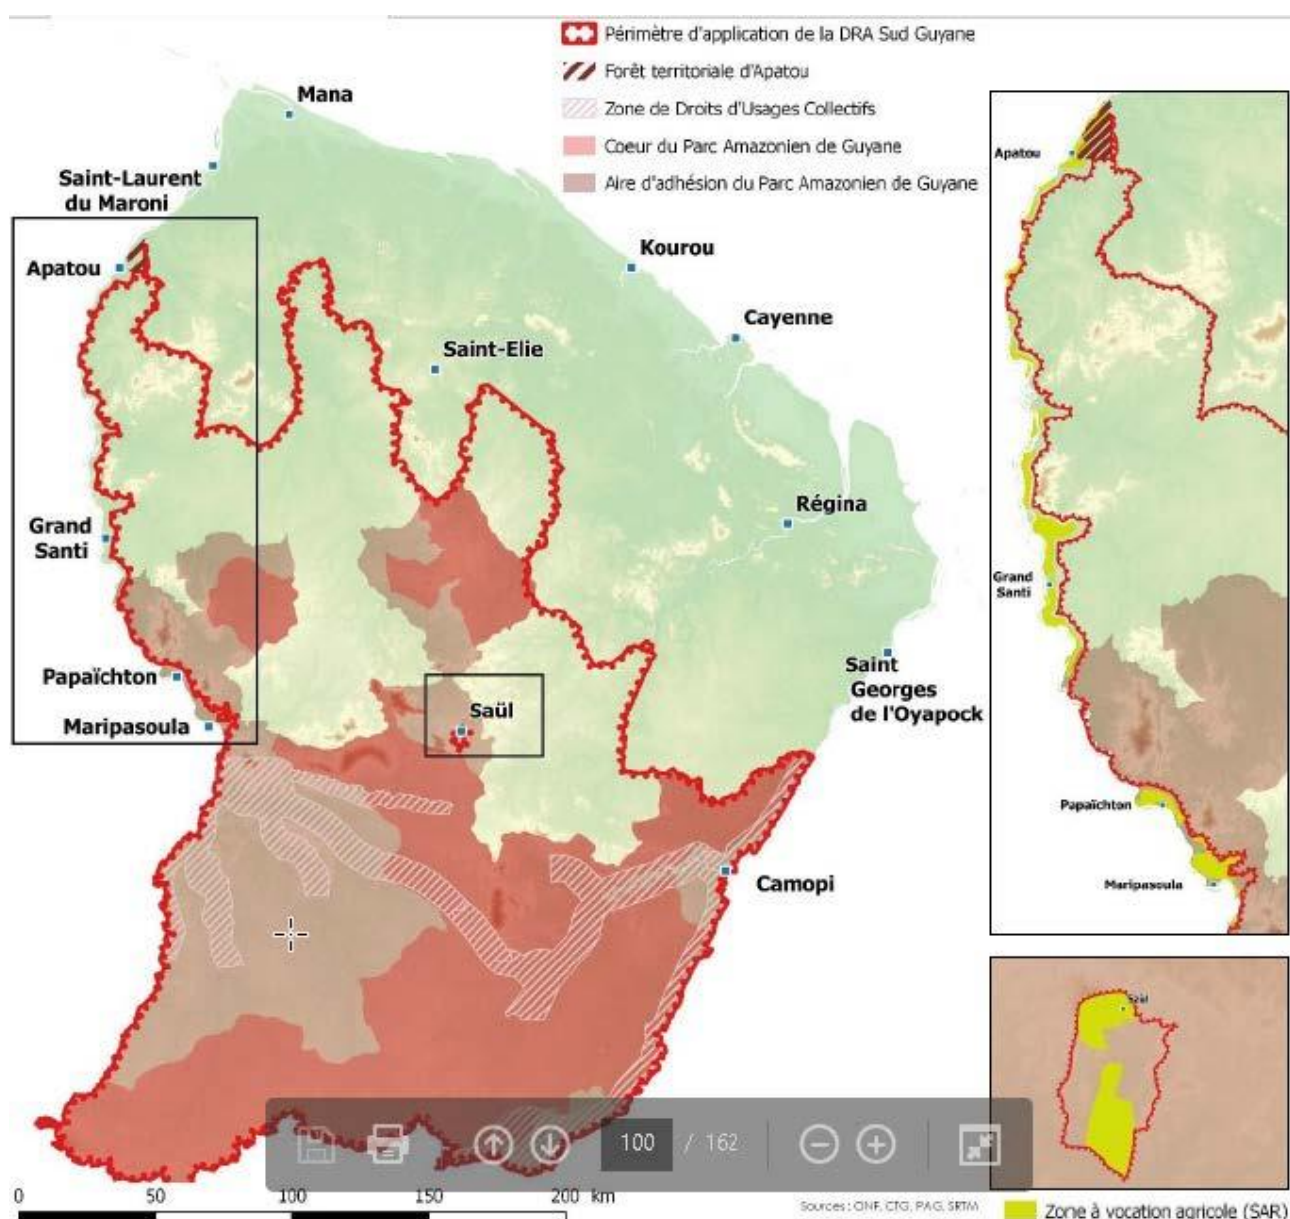 Périmètre d'application de la DRA Sud Guyane
Forêt territoriale d'Apatou
Zone de Droits d'Usages Collectifs
Coeur du Parc Amazonien de Guyane
Aire d'adhésion du Parc Amazonien de Guyane
Mana
Saint-Laurent
du Maroni
Apatou
Kourou
Cayenne
Saint-Elie
Régina
Grand
Santi
Saint
Georges
de l'Oyapock
Papaïchton
Saül
Maripasoula
Camopi
Apatou
Grand
Santi
Papaïchton
Maripasoula
Saül
100 / 162
0 50 100 150 200 km
Sources : ONF, CTG, PAG, SRTM
Zone à vocation agricole (SAR)